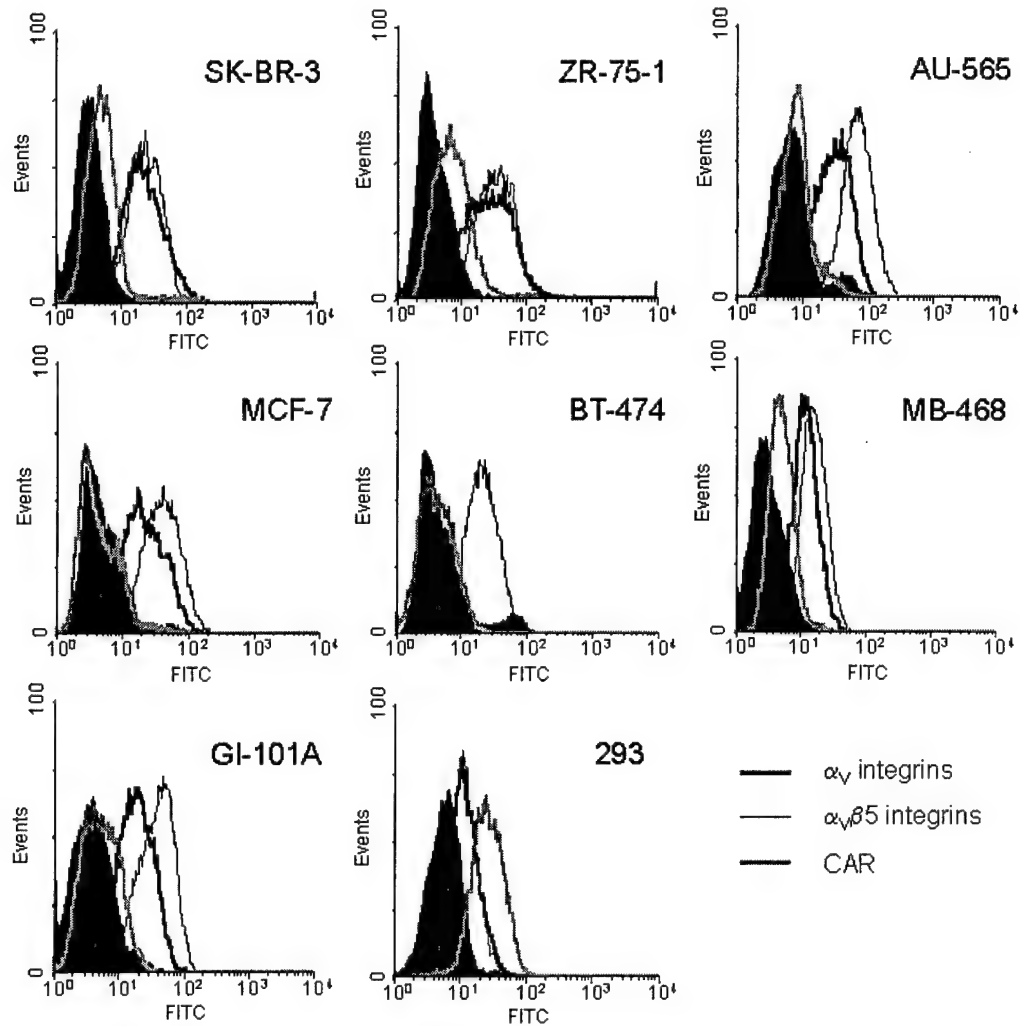 100
SK-BR-3
Events
0
10⁰ 10¹ 10² 10³ 10⁴
FITC
100
ZR-75-1
Events
0
10⁰ 10¹ 10² 10³ 10⁴
FITC
100
AU-565
Events
0
10⁰ 10¹ 10² 10³ 10⁴
FITC
100
MCF-7
Events
0
10⁰ 10¹ 10² 10³ 10⁴
FITC
100
BT-474
Events
0
10⁰ 10¹ 10² 10³ 10⁴
FITC
100
MB-468
Events
0
10⁰ 10¹ 10² 10³ 10⁴
FITC
100
GI-101A
Events
0
10⁰ 10¹ 10² 10³ 10⁴
FITC
100
293
Events
0
10⁰ 10¹ 10² 10³ 10⁴
FITC
αV integrins
αVβ5 integrins
CAR